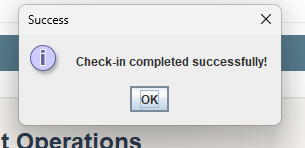 Success
Check-in completed successfully!
OK
t Operations